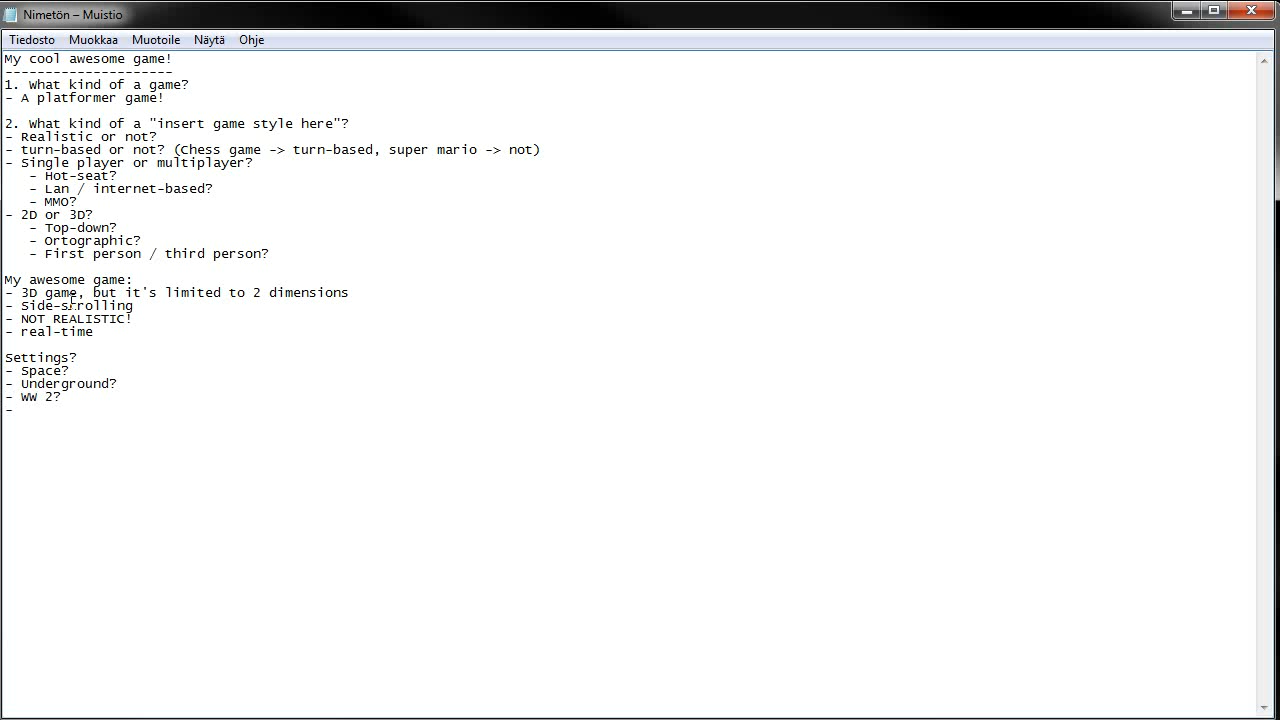 Nimetön – Muistio
Tiedosto Muokkaa Muotoile Näytä Ohje
My cool awesome game!
---------------------
1. What kind of a game?
- A platformer game!
2. What kind of a "insert game style here"?
- Realistic or not?
- turn-based or not? (Chess game -> turn-based, super mario -> not)
- Single player or multiplayer?
- Hot-seat?
- Lan / internet-based?
- MMO?
- 2D or 3D?
- Top-down?
- Ortographic?
- First person / third person?
My awesome game:
- 3D game, but it's limited to 2 dimensions
- Side-scrolling
- NOT REALISTIC!
- real-time
Settings?
- Space?
- Underground?
- WW 2?
-